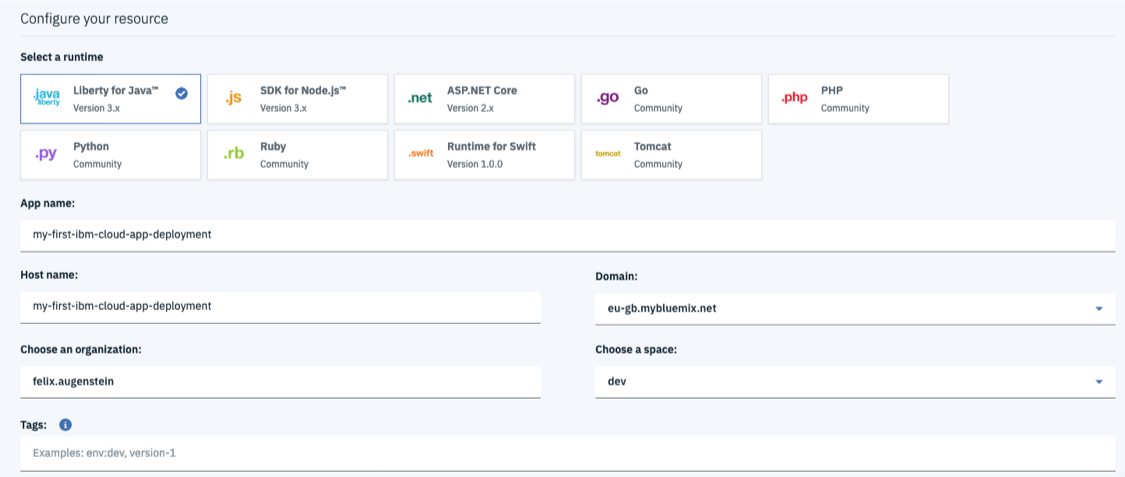 Configure your resource
Select a runtime
.java liberty Liberty for Java™ Version 3.x
.js SDK for Node.js™ Version 3.x
.net ASP.NET Core Version 2.x
.go Go Community
.php PHP Community
.py Python Community
.rb Ruby Community
.swift Runtime for Swift Version 1.0.0
tomcat Tomcat Community
App name:
my-first-ibm-cloud-app-deployment
Host name:
my-first-ibm-cloud-app-deployment
Domain:
eu-gb.mybluemix.net
Choose an organization:
felix.augenstein
Choose a space:
dev
Tags: i
Examples: env:dev, version-1